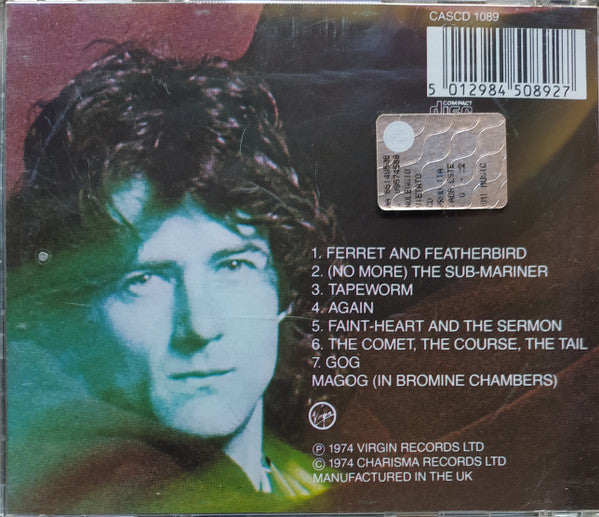 CASCD 1089
5 012984 508927
COMPACT
disc
1. FERRET AND FEATHERBIRD
2. (NO MORE) THE SUB-MARINER
3. TAPEWORM
4. AGAIN
5. FAINT-HEART AND THE SERMON
6. THE COMET, THE COURSE, THE TAIL
7. GOG
MAGOG (IN BROMINE CHAMBERS)
Virgin
Ⓟ 1974 VIRGIN RECORDS LTD
© 1974 CHARISMA RECORDS LTD
MANUFACTURED IN THE UK